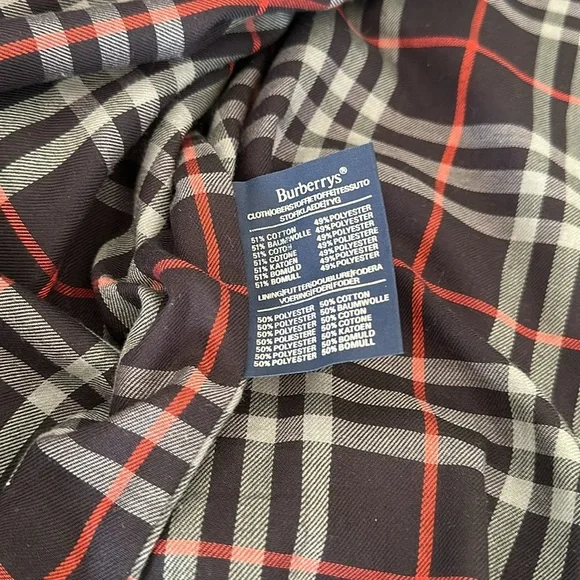 Burberrys®
CLOTH|OBERSTOFF|ETOFFE|TESSUTO
STOF|KLAEDE|TYG
51% COTTON 49% POLYESTER
51% BAUMWOLLE 49% POLYESTER
51% COTON 49% POLYESTER
51% COTONE 49% POLIESTERE
51% KATOEN 49% POLYESTER
51% BOMULD 49% POLYESTER
51% BOMULL 49% POLYESTER
LINING|FUTTER|DOUBLURE|FODERA
VOERING|FOER|FODER
50% POLYESTER 50% COTTON
50% POLYESTER 50% BAUMWOLLE
50% POLYESTER 50% COTON
50% POLIESTERE 50% COTONE
50% POLYESTER 50% KATOEN
50% POLYESTER 50% BOMULD
50% POLYESTER 50% BOMULL